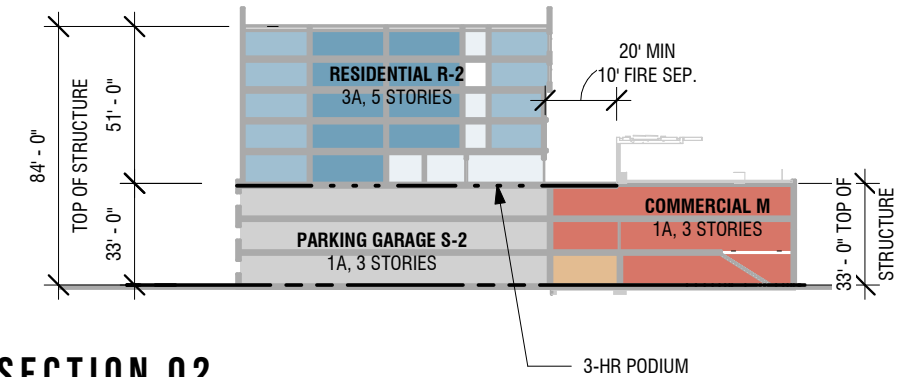 84' - 0"
TOP OF STRUCTURE
51' - 0"
33' - 0"
RESIDENTIAL R-2
3A, 5 STORIES
20' MIN
10' FIRE SEP.
PARKING GARAGE S-2
1A, 3 STORIES
COMMERCIAL M
1A, 3 STORIES
33' - 0" TOP OF
STRUCTURE
3-HR PODIUM
SECTION 02